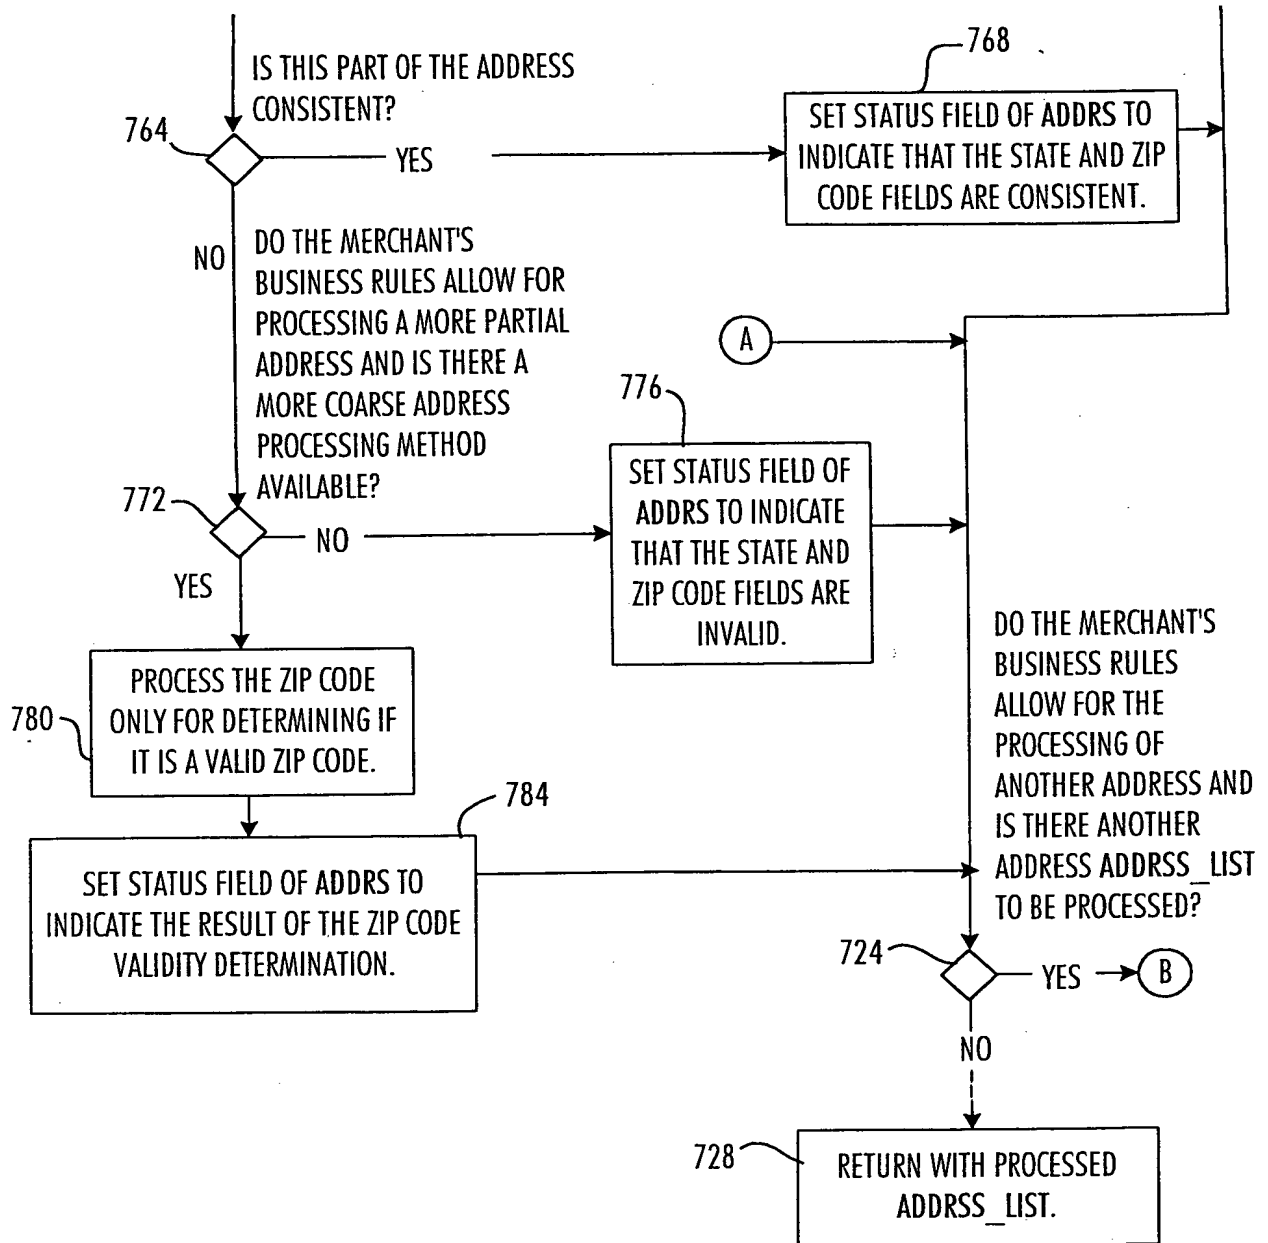 IS THIS PART OF THE ADDRESS
CONSISTENT?
764
YES
768
SET STATUS FIELD OF ADDRS TO
INDICATE THAT THE STATE AND ZIP
CODE FIELDS ARE CONSISTENT.
NO
DO THE MERCHANT'S
BUSINESS RULES ALLOW FOR
PROCESSING A MORE PARTIAL
ADDRESS AND IS THERE A
MORE COARSE ADDRESS
PROCESSING METHOD
AVAILABLE?
A
772
NO
776
SET STATUS FIELD OF
ADDRS TO INDICATE
THAT THE STATE AND
ZIP CODE FIELDS ARE
INVALID.
YES
780
PROCESS THE ZIP CODE
ONLY FOR DETERMINING IF
IT IS A VALID ZIP CODE.
784
SET STATUS FIELD OF ADDRS TO
INDICATE THE RESULT OF THE ZIP CODE
VALIDITY DETERMINATION.
DO THE MERCHANT'S
BUSINESS RULES
ALLOW FOR THE
PROCESSING OF
ANOTHER ADDRESS AND
IS THERE ANOTHER
ADDRESS ADDRSS_LIST
TO BE PROCESSED?
724
YES
B
NO
728
RETURN WITH PROCESSED
ADDRSS_LIST.